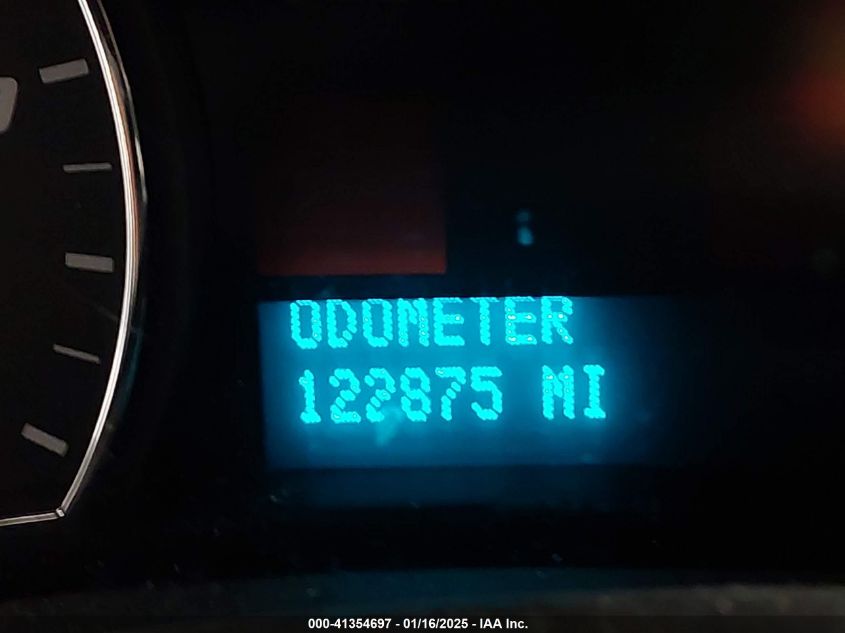 ODOMETER
122875 MI
000-41354697 - 01/16/2025 - IAA Inc.